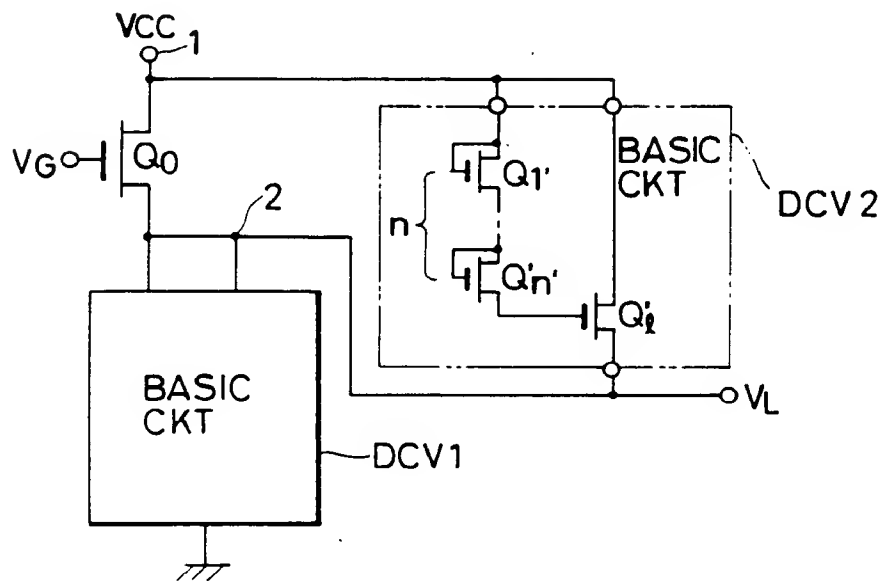 VCC
1
VG
Q0
2
n
Q1'
Q'n'
BASIC
CKT
Q'ℓ
DCV2
BASIC
CKT
DCV1
VL